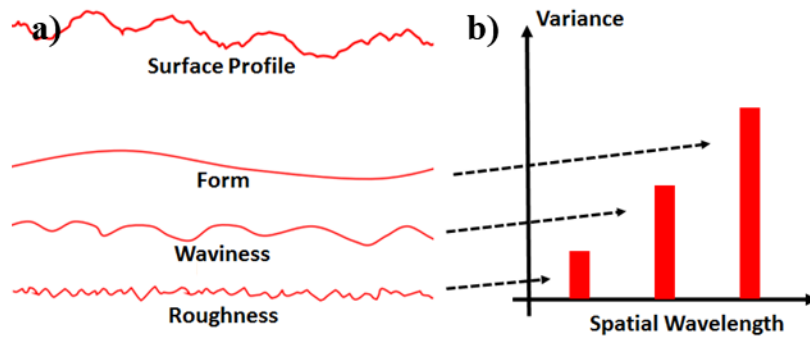 a)
Surface Profile
Form
Waviness
Roughness
b)
Variance
Spatial Wavelength